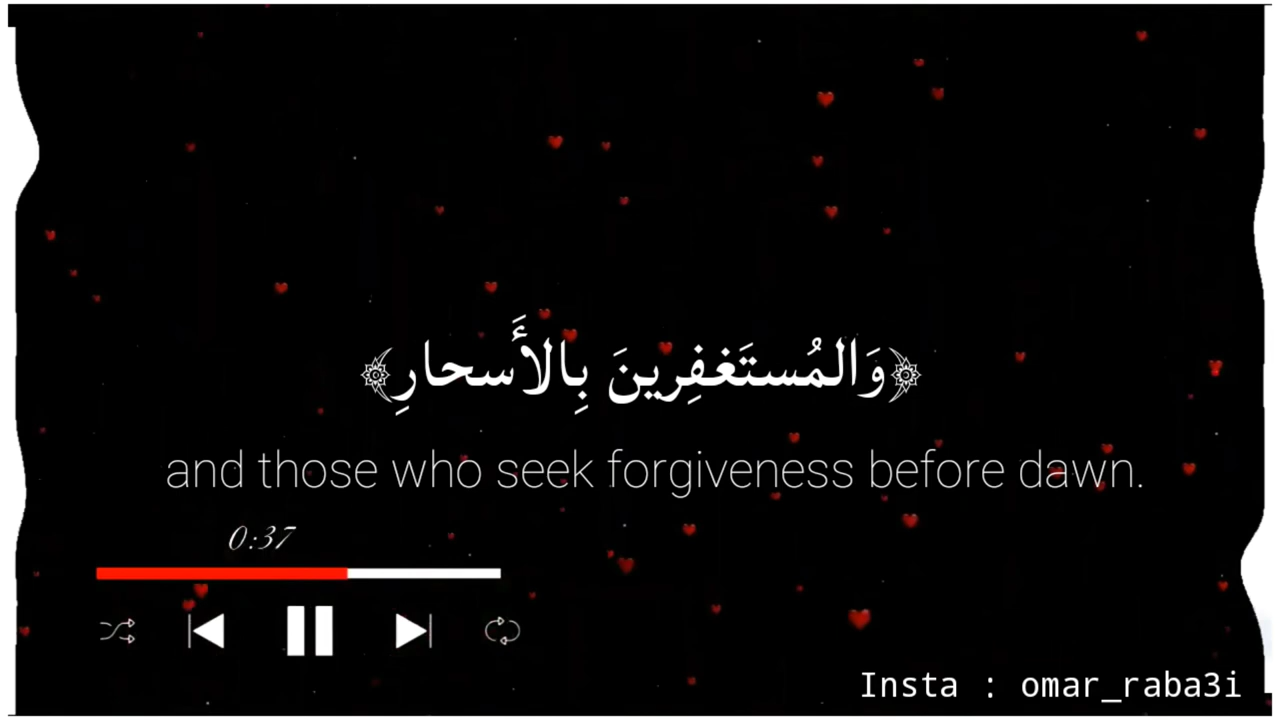 ﴿وَالمُستَغفِرينَ بِالأَسحارِ﴾
and those who seek forgiveness before dawn.
0:37
Insta : omar_raba3i